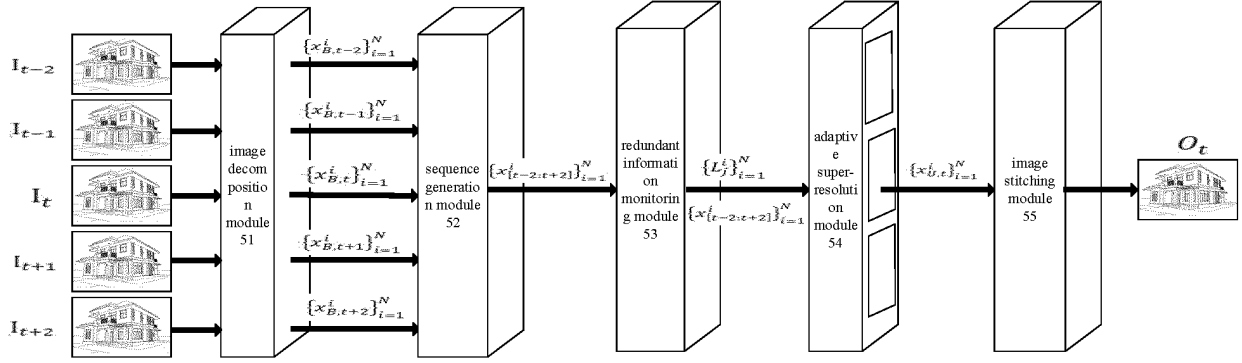 I_{t-2}
I_{t-1}
I_t
I_{t+1}
I_{t+2}
image
decom
positio
n
module
51
{x^i_{B,t-2}}^N_{i=1}
{x^i_{B,t-1}}^N_{i=1}
{x^i_{B,t}}^N_{i=1}
{x^i_{B,t+1}}^N_{i=1}
{x^i_{B,t+2}}^N_{i=1}
sequence
generatio
n module
52
{x^i_{[t-2:t+2]}}^N_{i=1}
redundant
informati
on
monitorin
g module
53
{L^i_j}^N_{i=1}
{x^i_{[t-2:t+2]}}^N_{i=1}
adaptiv
e
super-
resoluti
on
module
54
image
stitching
module
55
O_t